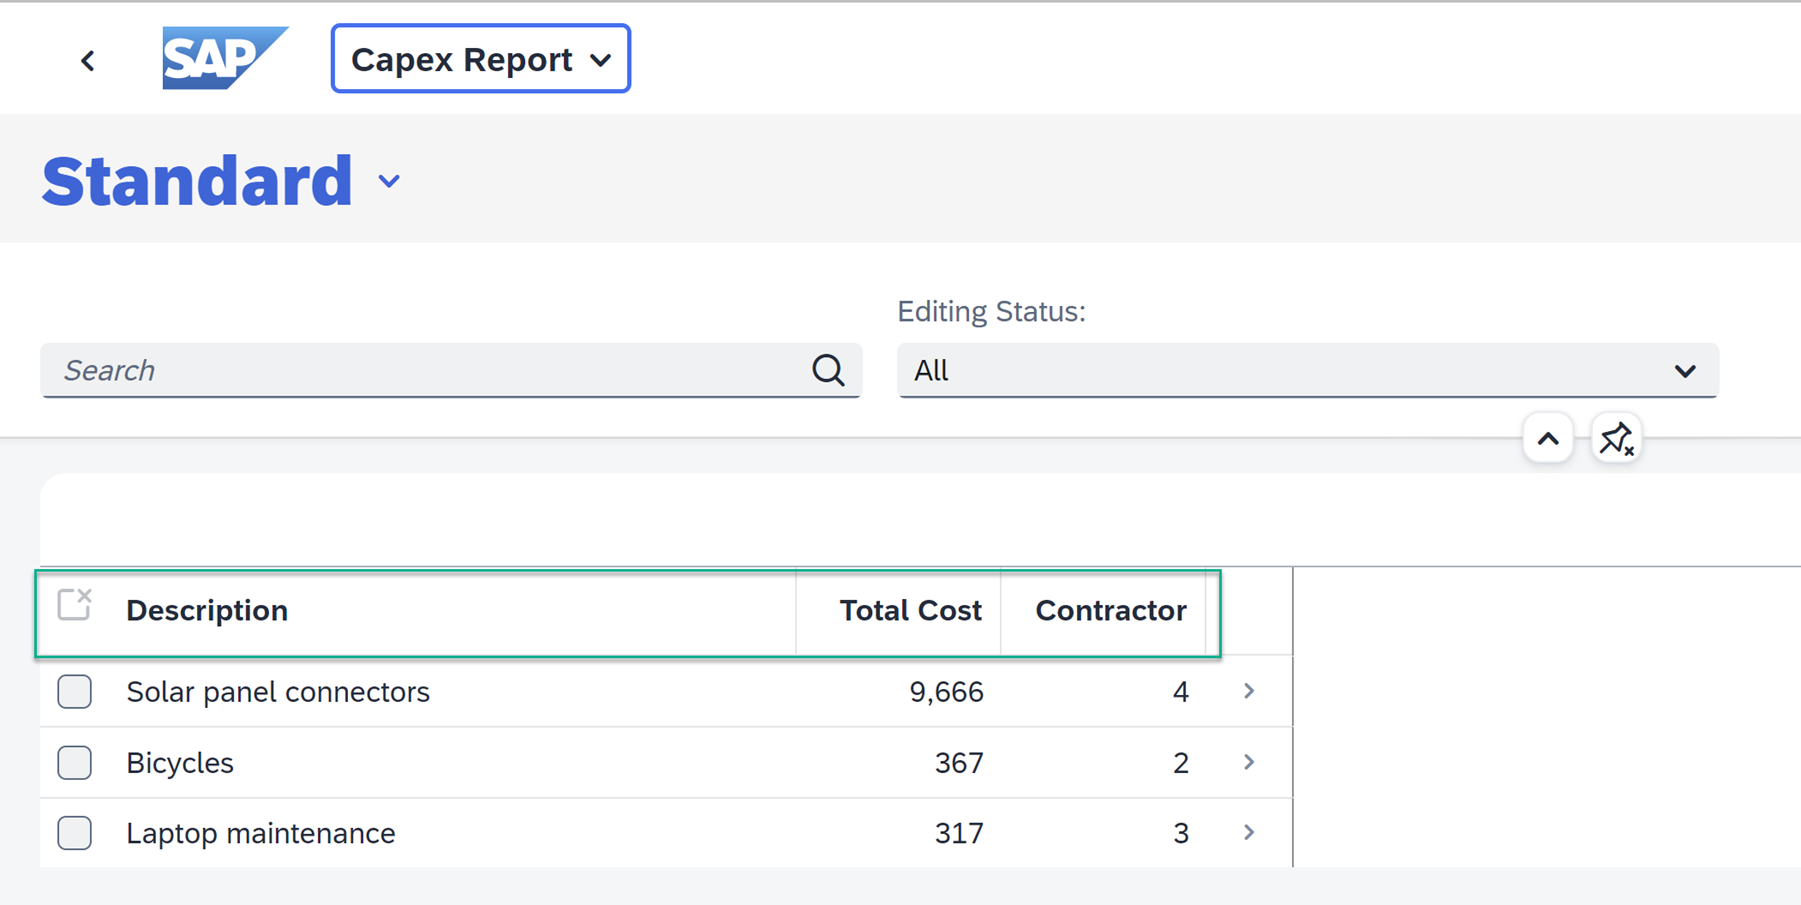 SAP Capex Report
Standard
Editing Status:
Search All
Description Total Cost Contractor
Solar panel connectors 9,666 4
Bicycles 367 2
Laptop maintenance 317 3